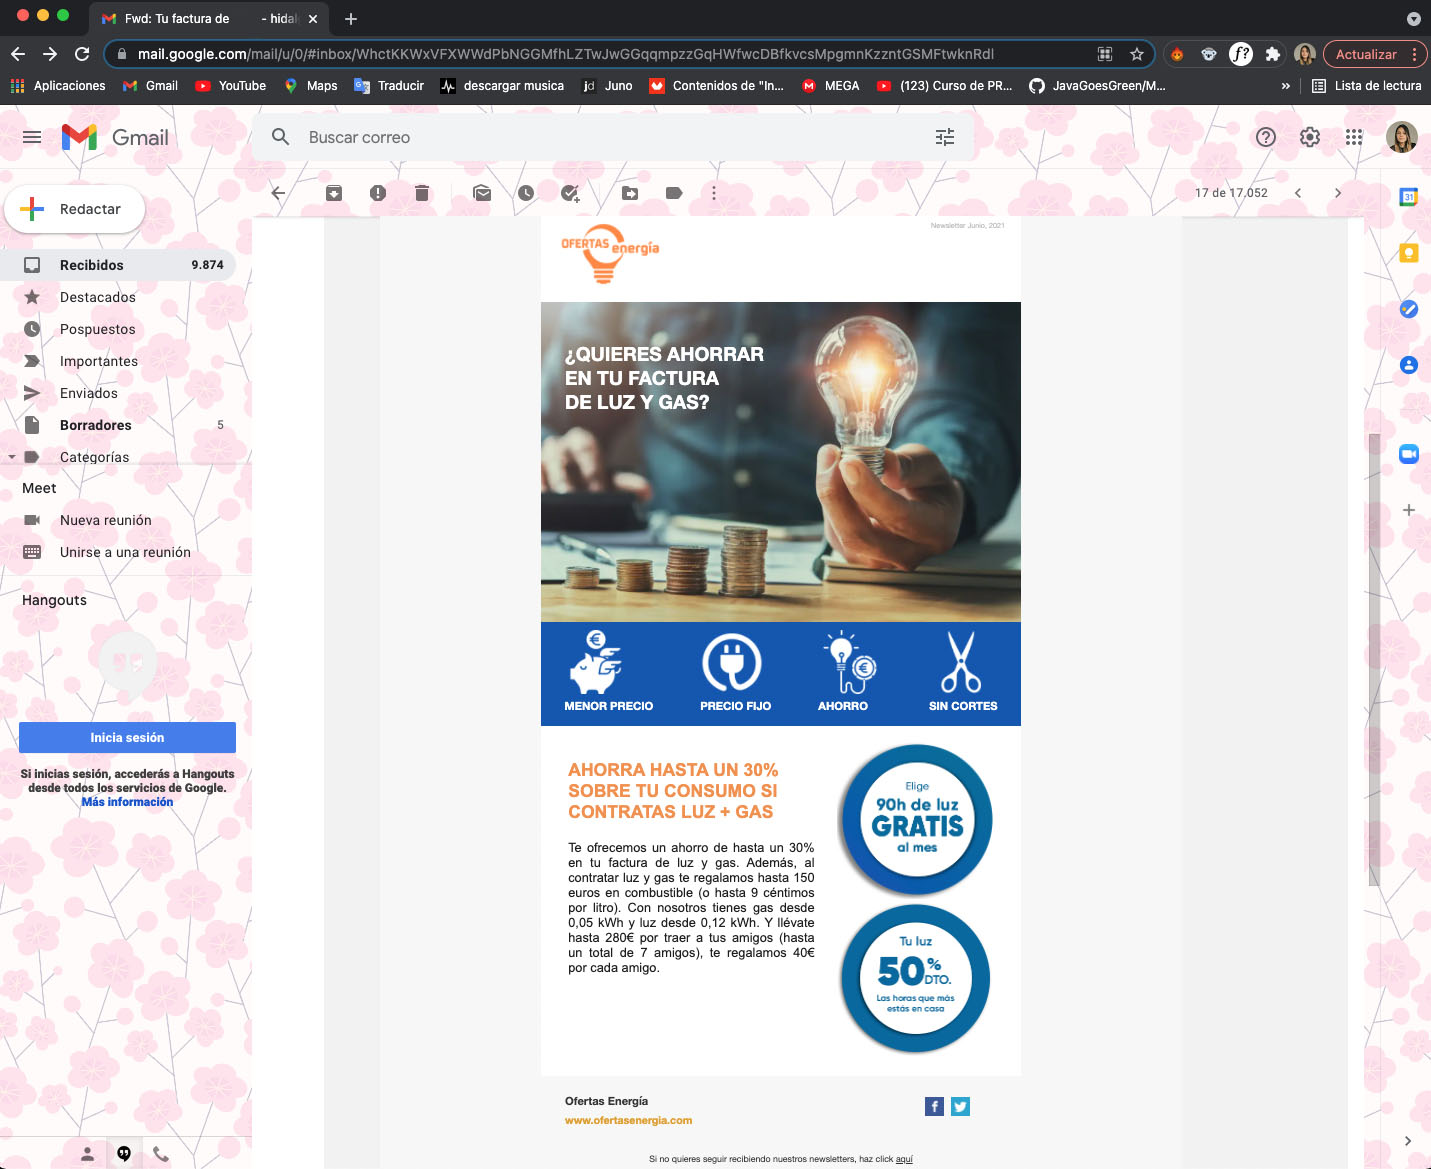 Fwd: Tu factura de - hidal
mail.google.com/mail/u/0/#inbox/WhctKKWxVFXWWdPbNGGMfhLZTwJwGGqqmpzzGqHWfwcDBfkvcsMpgmnKzzntGSMFtwknRdl
f?
Actualizar
Aplicaciones
Gmail
YouTube
Maps
Traducir
descargar musica
jd Juno
Contenidos de "In...
MEGA
(123) Curso de PR...
JavaGoesGreen/M...
»
Lista de lectura
Gmail
Buscar correo
17 de 17.052
Redactar
Recibidos 9.874
Destacados
Pospuestos
Importantes
Enviados
Borradores 5
Categorías
Meet
Nueva reunión
Unirse a una reunión
Hangouts
Inicia sesión
Si inicias sesión, accederás a Hangouts
desde todos los servicios de Google.
Más información
31
OFERTAS energía
Newsletter Junio, 2021
¿QUIERES AHORRAR
EN TU FACTURA
DE LUZ Y GAS?
MENOR PRECIO
PRECIO FIJO
AHORRO
SIN CORTES
AHORRA HASTA UN 30%
SOBRE TU CONSUMO SI
CONTRATAS LUZ + GAS
Te ofrecemos un ahorro de hasta un 30%
en tu factura de luz y gas. Además, al
contratar luz y gas te regalamos hasta 150
euros en combustible (o hasta 9 céntimos
por litro). Con nosotros tienes gas desde
0,05 kWh y luz desde 0,12 kWh. Y llévate
hasta 280€ por traer a tus amigos (hasta
un total de 7 amigos), te regalamos 40€
por cada amigo.
Elige
90h de luz
GRATIS
al mes
Tu luz
50% DTO.
Las horas que más
estás en casa
Ofertas Energía
www.ofertasenergia.com
Si no quieres seguir recibiendo nuestros newsletters, haz click aquí